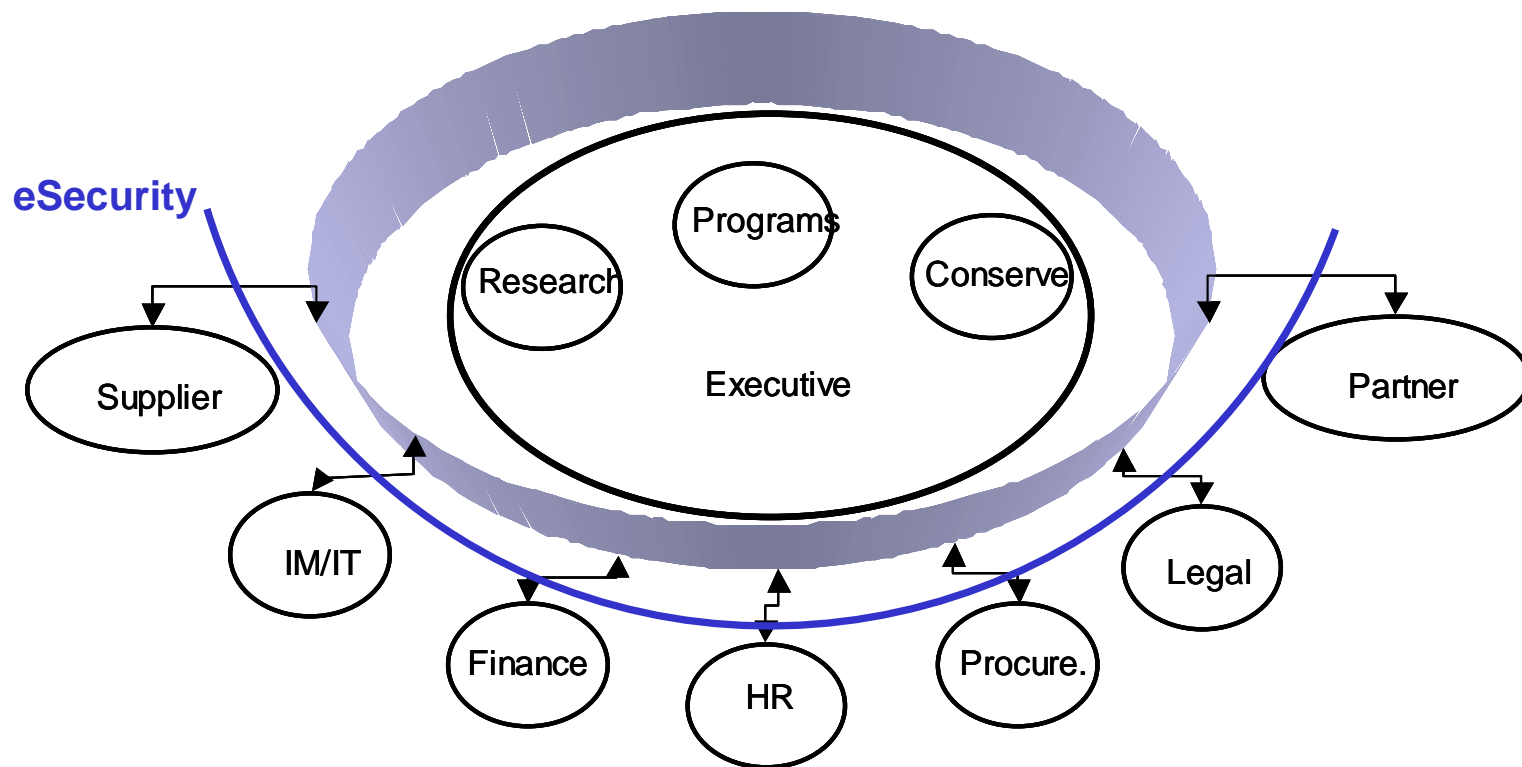 eSecurity
Programs
Research
Conserve
Executive
Supplier
Partner
IM/IT
Legal
Finance
Procure.
HR